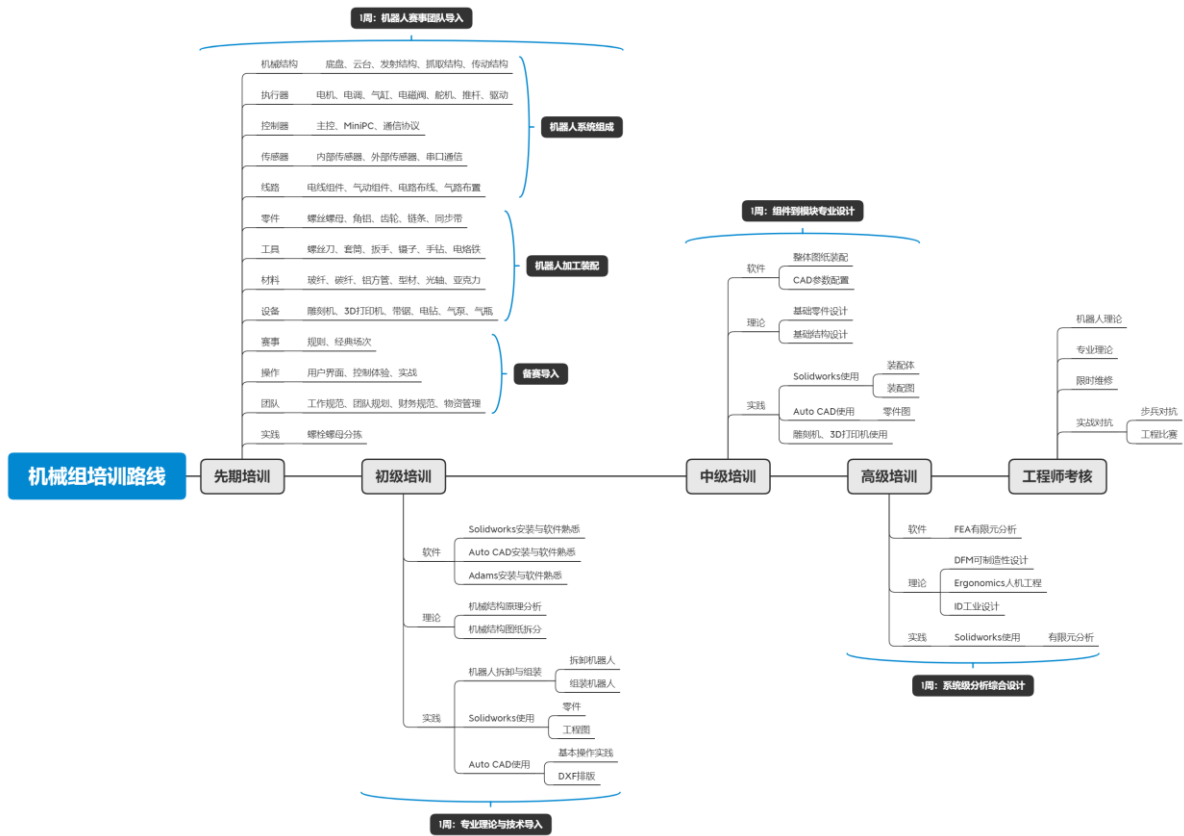 1周：机器人赛事团队导入
机械结构 底盘、云台、发射结构、抓取结构、传动结构
执行器 电机、电调、气缸、电磁阀、舵机、推杆、驱动
控制器 主控、MiniPC、通信协议
传感器 内部传感器、外部传感器、串口通信
线路 电线组件、气动组件、电路布线、气路布置
机器人系统组成
零件 螺丝螺母、角铝、齿轮、链条、同步带
工具 螺丝刀、套筒、扳手、镊子、手钻、电烙铁
材料 玻纤、碳纤、铝方管、型材、光轴、亚克力
设备 雕刻机、3D打印机、带锯、电钻、气泵、气瓶
机器人加工装配
赛事 规则、经典场次
操作 用户界面、控制体验、实战
团队 工作规范、团队规划、财务规范、物资管理
备赛导入
实践 螺栓螺母分拣
机械组培训路线
先期培训
初级培训
中级培训
高级培训
工程师考核
软件
Solidworks安装与软件熟悉
Auto CAD安装与软件熟悉
Adams安装与软件熟悉
理论
机械结构原理分析
机械结构图纸拆分
实践
机器人拆卸与组装
拆卸机器人
组装机器人
Solidworks使用
零件
工程图
Auto CAD使用
基本操作实践
DXF排版
1周：专业理论与技术导入
1周：组件到模块专业设计
软件
整体图纸装配
CAD参数配置
理论
基础零件设计
基础结构设计
实践
Solidworks使用
装配体
装配图
Auto CAD使用 零件图
雕刻机、3D打印机使用
软件 FEA有限元分析
理论
DFM可制造性设计
Ergonomics人机工程
ID工业设计
实践 Solidworks使用 有限元分析
1周：系统级分析综合设计
机器人理论
专业理论
限时维修
实战对抗
步兵对抗
工程比赛